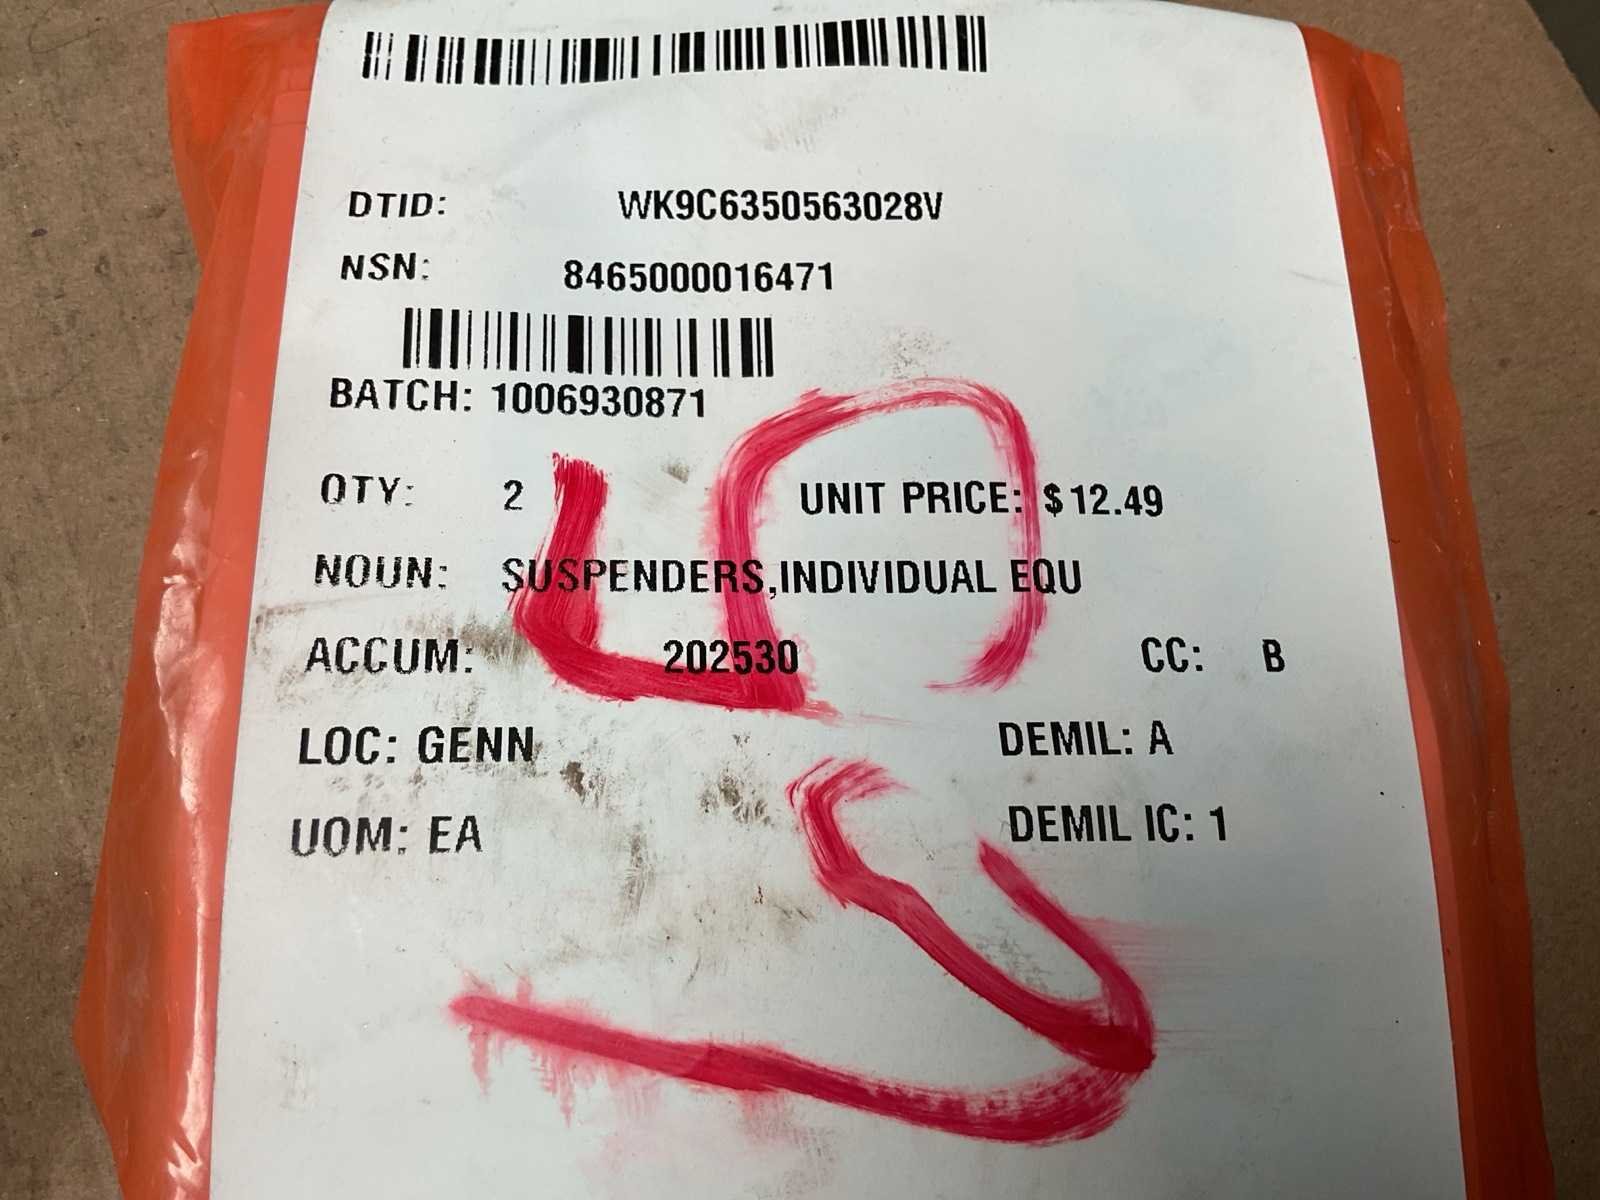 DTID: WK9C6350563028V
NSN: 8465000016471
BATCH: 1006930871
QTY: 2 UNIT PRICE: $12.49
NOUN: SUSPENDERS,INDIVIDUAL EQU
ACCUM: 202530 CC: B
LOC: GENN DEMIL: A
UOM: EA DEMIL IC: 1